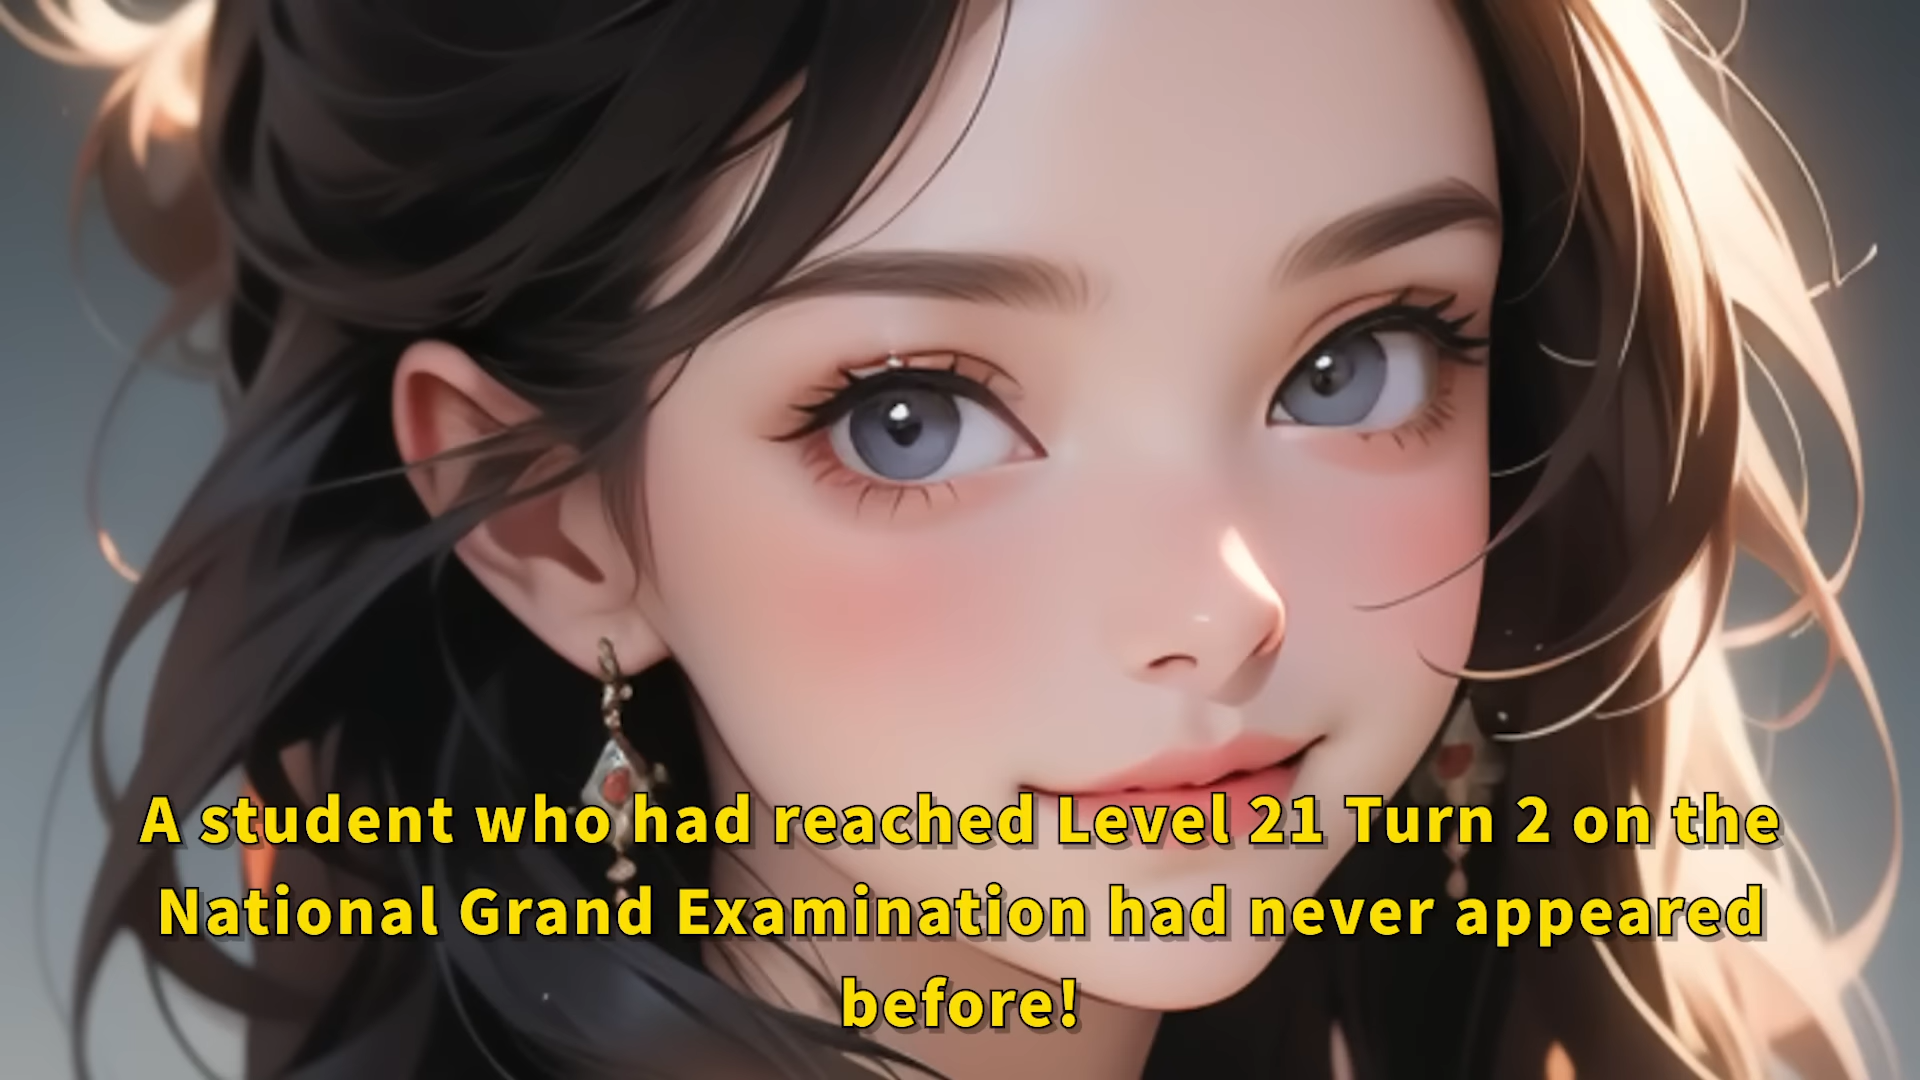 A student who had reached Level 21 Turn 2 on the
National Grand Examination had never appeared
before!